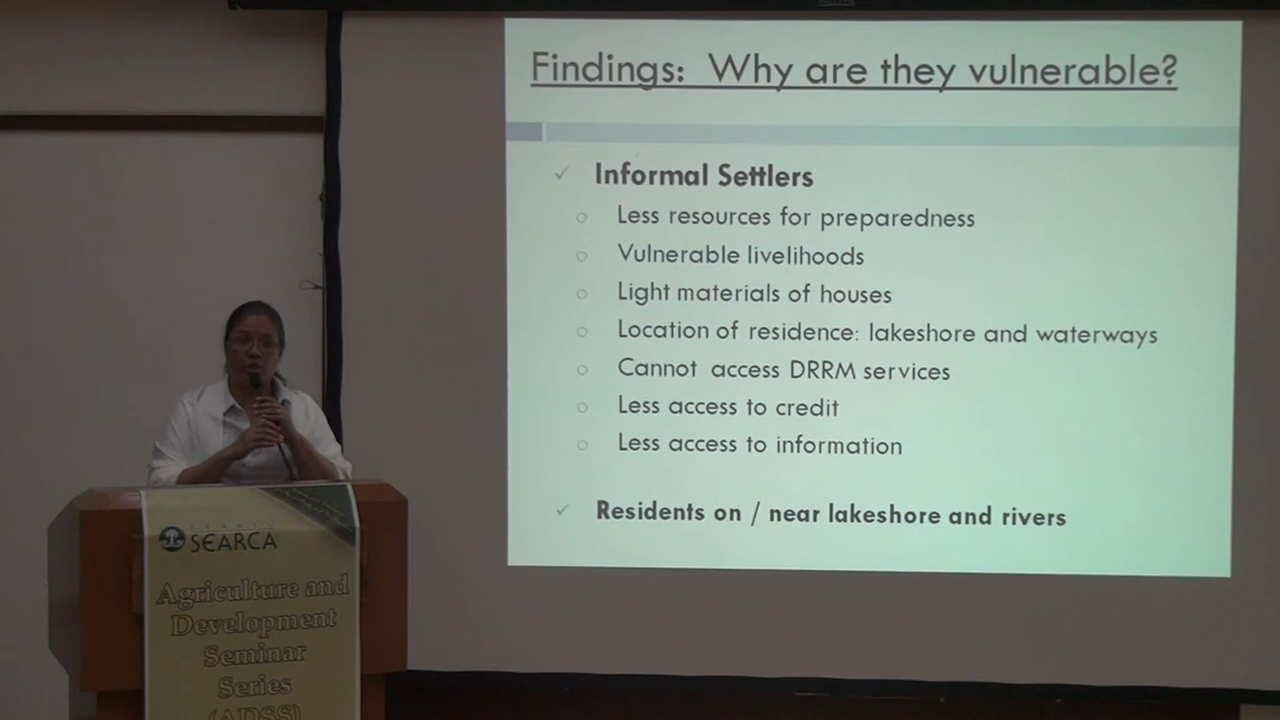 Findings: Why are they vulnerable?
✓ Informal Settlers
○ Less resources for preparedness
○ Vulnerable livelihoods
○ Light materials of houses
○ Location of residence: lakeshore and waterways
○ Cannot access DRRM services
○ Less access to credit
○ Less access to information
✓ Residents on / near lakeshore and rivers
SEARCA
Agriculture and
Development
Seminar
Series
(ADSS)